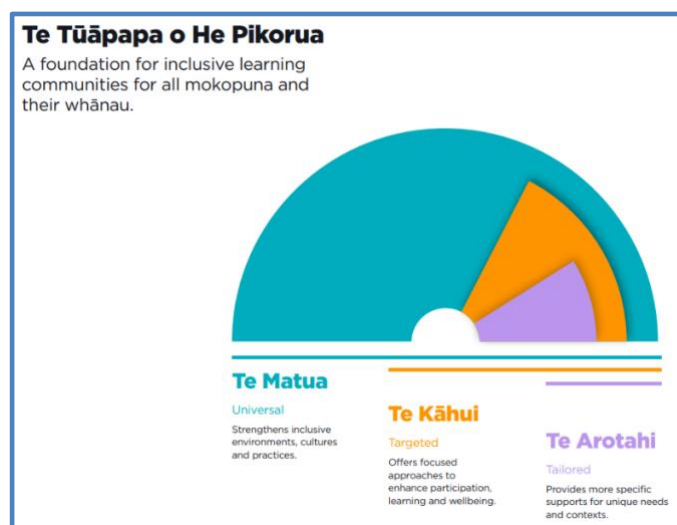 Te Tūāpapa o He Pikorua
A foundation for inclusive learning
communities for all mokopuna and
their whānau.
Te Matua
Universal
Strengthens inclusive
environments, cultures
and practices.
Te Kāhui
Targeted
Offers focused
approaches to
enhance participation,
learning and wellbeing.
Te Arotahi
Tailored
Provides more specific
supports for unique needs
and contexts.